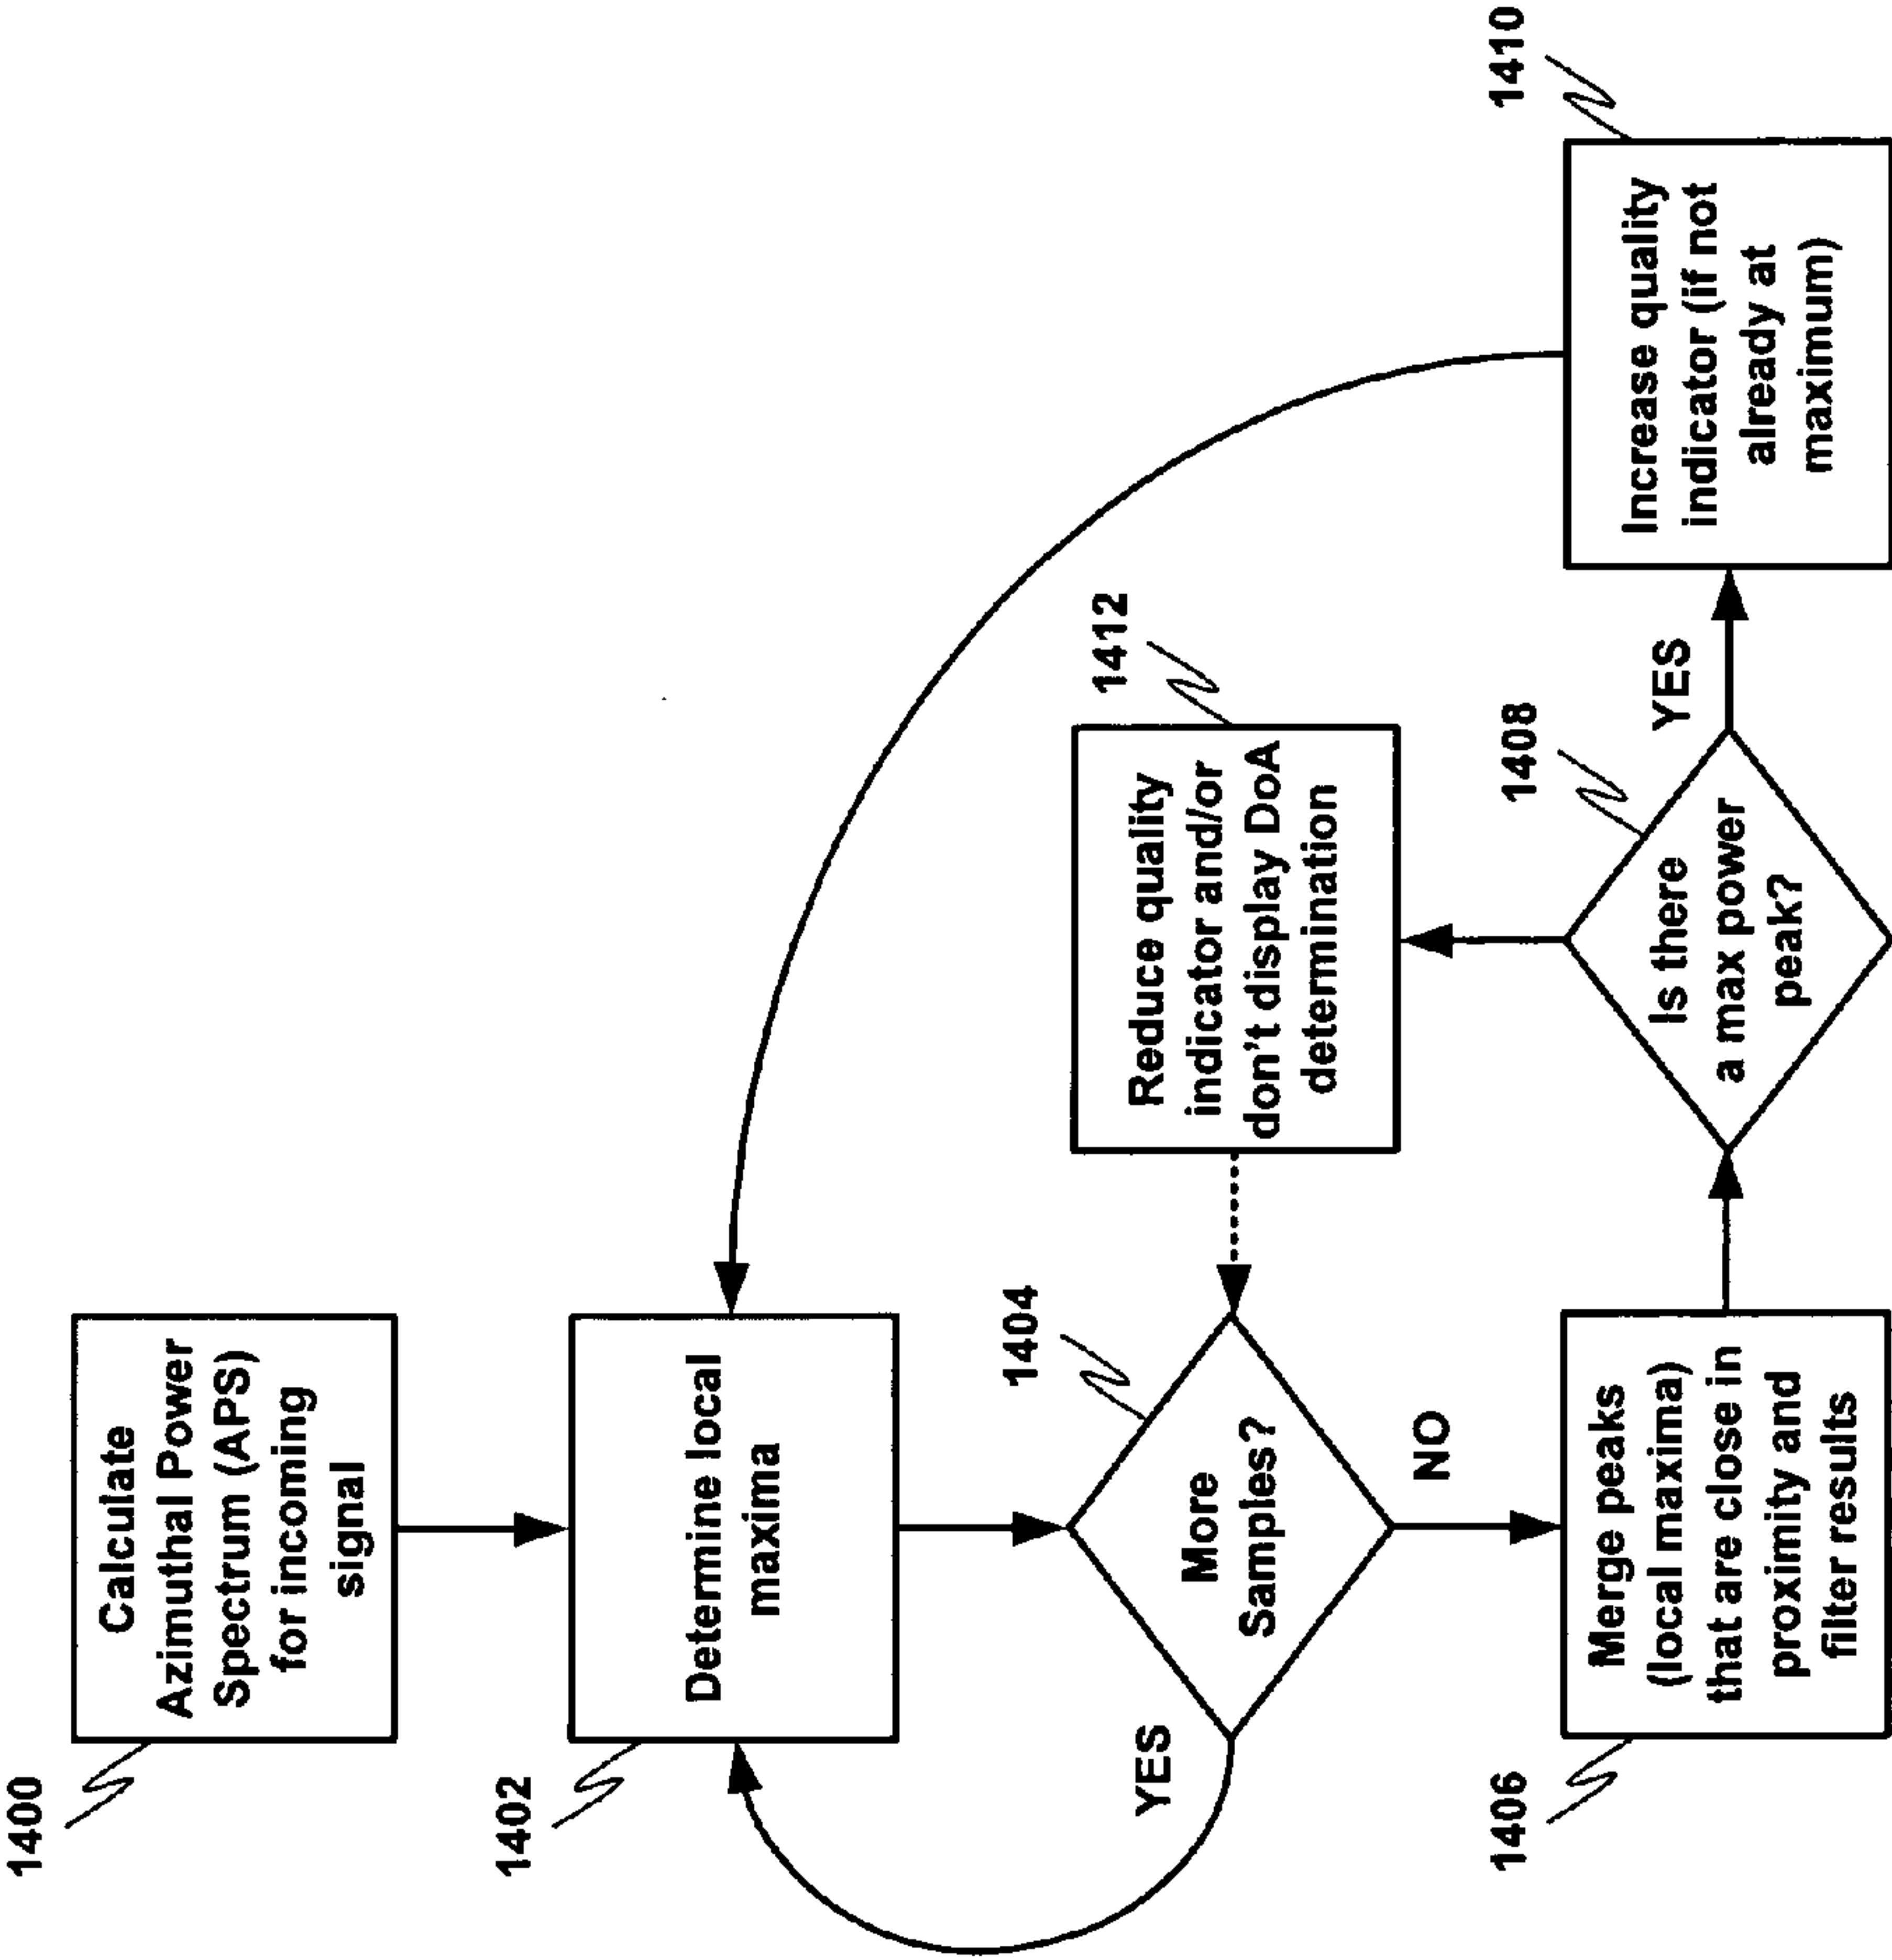 1400
Calculate
Azimuthal Power
Spectrum (APS)
for incoming
signal
1402
Determine local
maxima
1404
More
Samples?
YES
NO
1406
Merge peaks
(local maxima)
that are close in
proximity and
filter results
1408
Is there
a max power
peak?
YES
1410
Increase quality
indicator (if not
already at
maximum)
1412
Reduce quality
indicator and/or
don't display DoA
determination